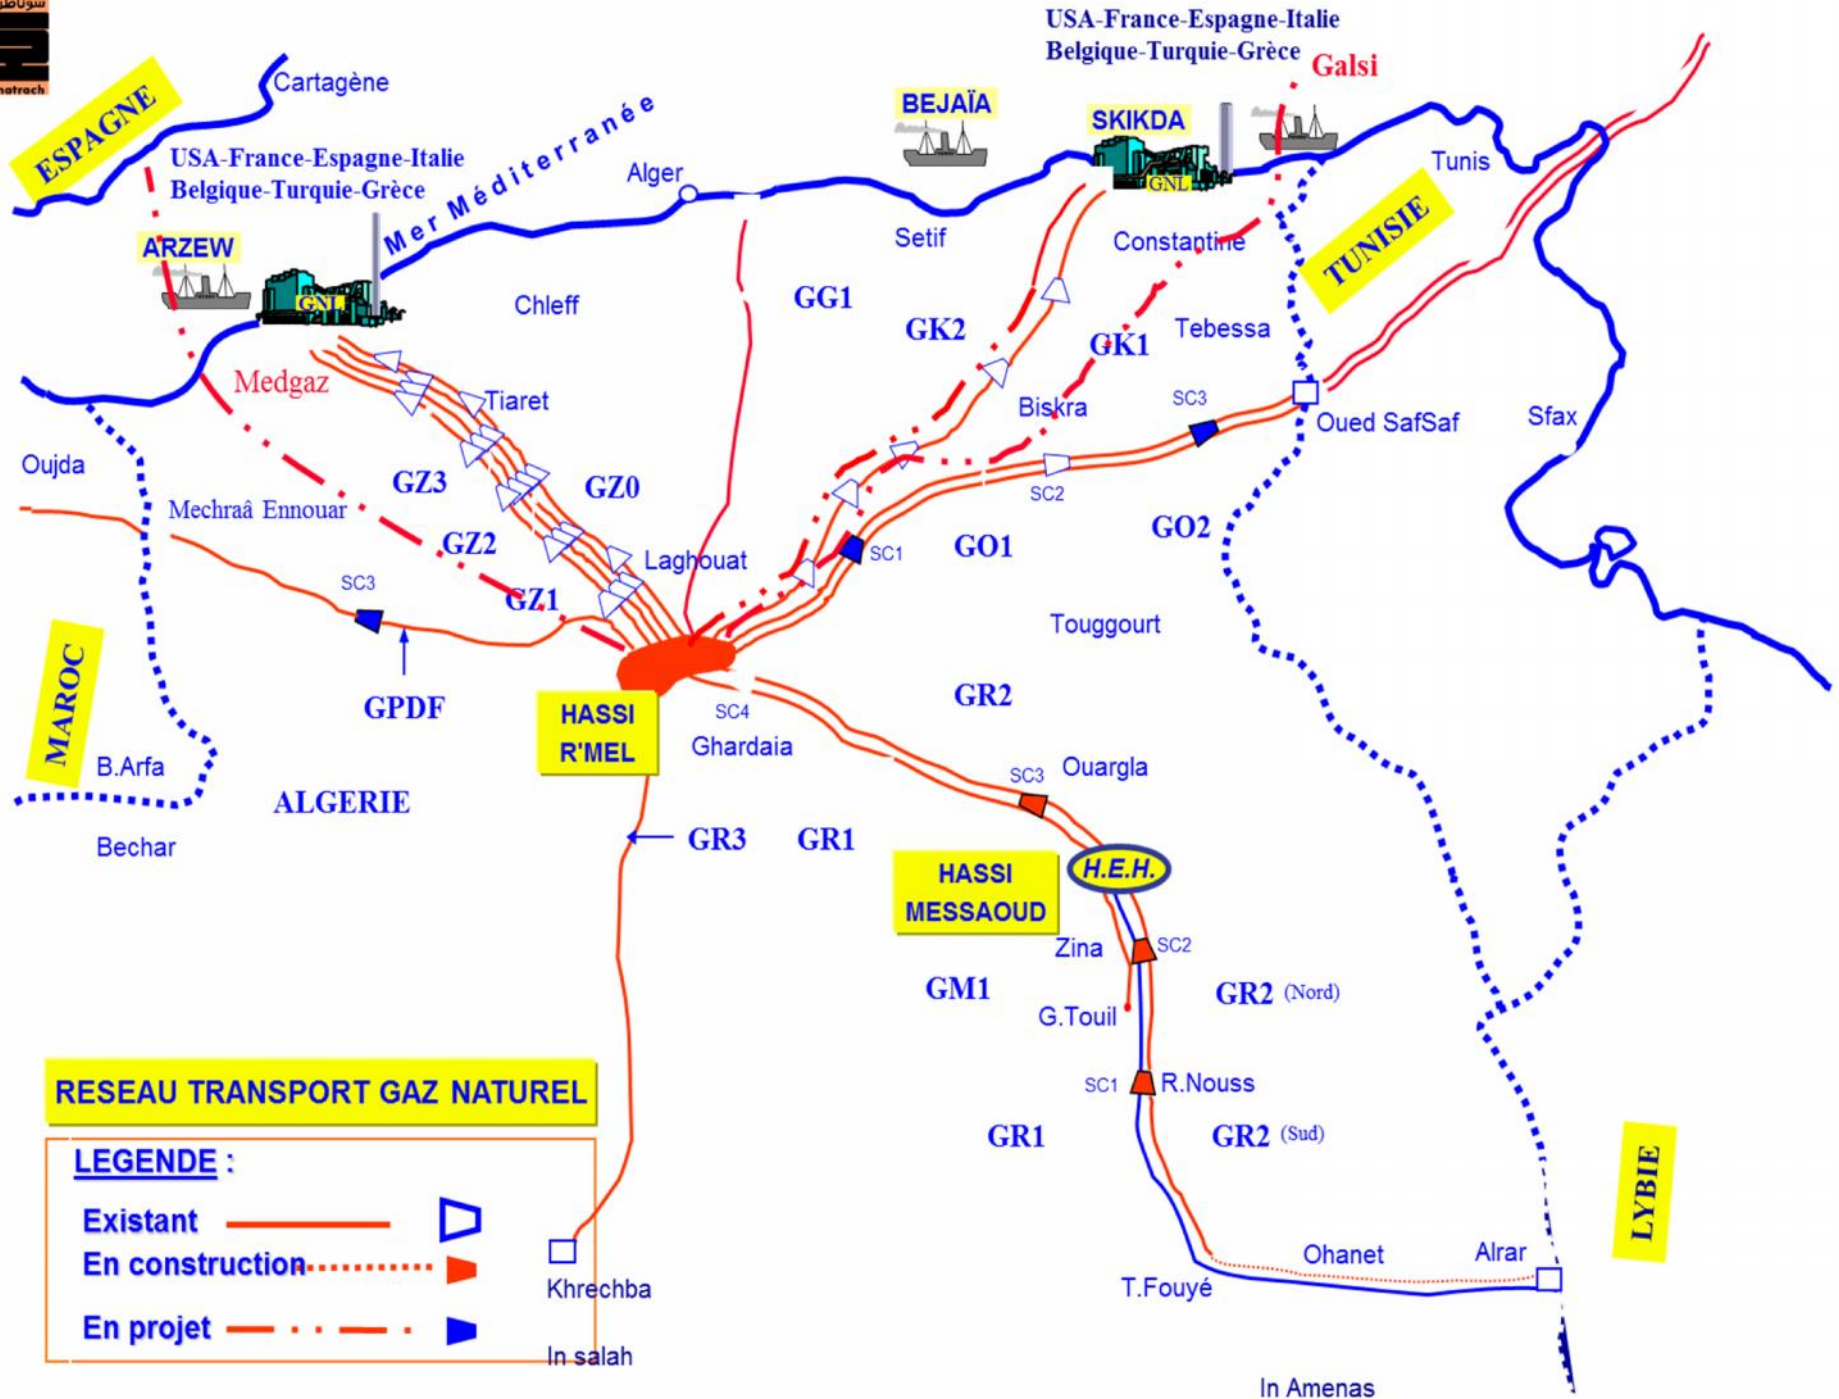 سوناطر
natrach
USA-France-Espagne-Italie
Belgique-Turquie-Grèce
Galsi
Cartagène
ESPAGNE
BEJAÏA
SKIKDA
GNL
USA-France-Espagne-Italie
Belgique-Turquie-Grèce
Mer Méditerranée
Alger
Tunis
TUNISIE
ARZEW
GNL
Setif
Constantine
Chleff
GG1
GK2
GK1
Tebessa
Medgaz
Tiaret
Biskra
SC3
Oued SafSaf
Sfax
Oujda
GZ3
GZ0
SC2
Mechraâ Ennouar
GZ2
Laghouat
SC1
GO1
GO2
SC3
GZ1
Touggourt
MAROC
GPDF
HASSI
R'MEL
SC4
GR2
Ghardaia
B.Arfa
SC3
Ouargla
ALGERIE
Bechar
GR3
GR1
HASSI
MESSAOUD
H.E.H.
Zina
SC2
GM1
GR2 (Nord)
G.Touil
RESEAU TRANSPORT GAZ NATUREL
SC1
R.Nouss
GR1
GR2 (Sud)
LYBIE
LEGENDE :
Existant
En construction
En projet
Khrechba
In salah
T.Fouyé
Ohanet
Alrar
In Amenas